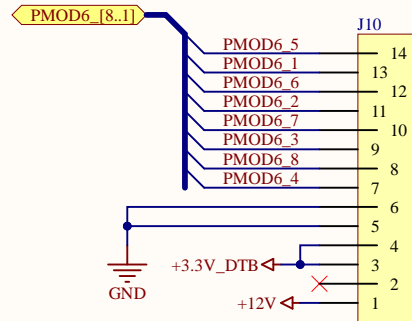 PMOD6_[8..1]
J10
PMOD6_5 14
PMOD6_1 13
PMOD6_6 12
PMOD6_2 11
PMOD6_7 10
PMOD6_3 9
PMOD6_8 8
PMOD6_4 7
6
5
4
+3.3V_DTB 3
2
+12V 1
GND